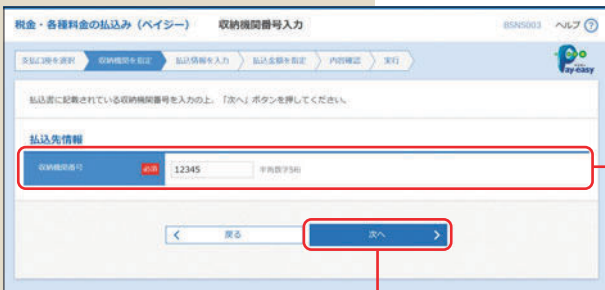 税金・各種料金の払込み（ペイジー） 収納機関番号入力 BSNS003 ヘルプ ?
支払口座を選択 収納機関を指定 払込情報を入力 払込金額を指定 内容確認 実行
Pay-easy
払込書に記載されている収納機関番号を入力の上、「次へ」ボタンを押してください。
払込先情報
収納機関番号 必須 12345 半角数字5桁
戻る 次へ